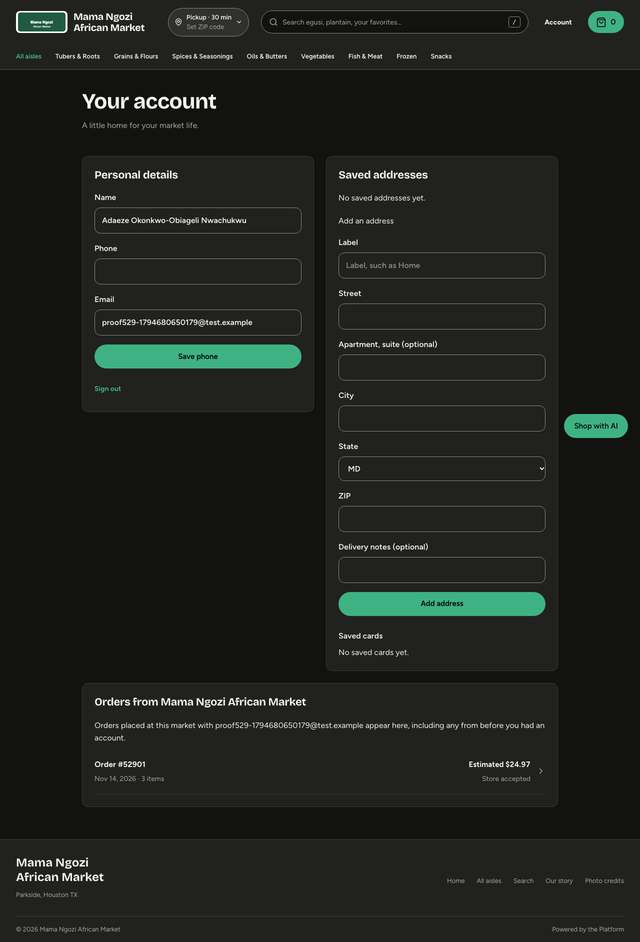 Mama Ngozi
African Market
Mama Ngozi
African Market
Pickup · 30 min
Set ZIP code
Search egusi, plantain, your favorites...
/
Account
0
All aisles
Tubers & Roots
Grains & Flours
Spices & Seasonings
Oils & Butters
Vegetables
Fish & Meat
Frozen
Snacks
Your account
A little home for your market life.
Personal details
Name
Adaeze Okonkwo-Obiageli Nwachukwu
Phone
Email
proof529-1794680650179@test.example
Save phone
Sign out
Saved addresses
No saved addresses yet.
Add an address
Label
Label, such as Home
Street
Apartment, suite (optional)
City
State
MD
ZIP
Delivery notes (optional)
Add address
Saved cards
No saved cards yet.
Shop with AI
Orders from Mama Ngozi African Market
Orders placed at this market with proof529-1794680650179@test.example appear here, including any from before you had an
account.
Order #52901
Estimated $24.97
Nov 14, 2026 · 3 items
Store accepted
Mama Ngozi
African Market
Parkside, Houston TX
Home
All aisles
Search
Our story
Photo credits
© 2026 Mama Ngozi African Market
Powered by the Platform